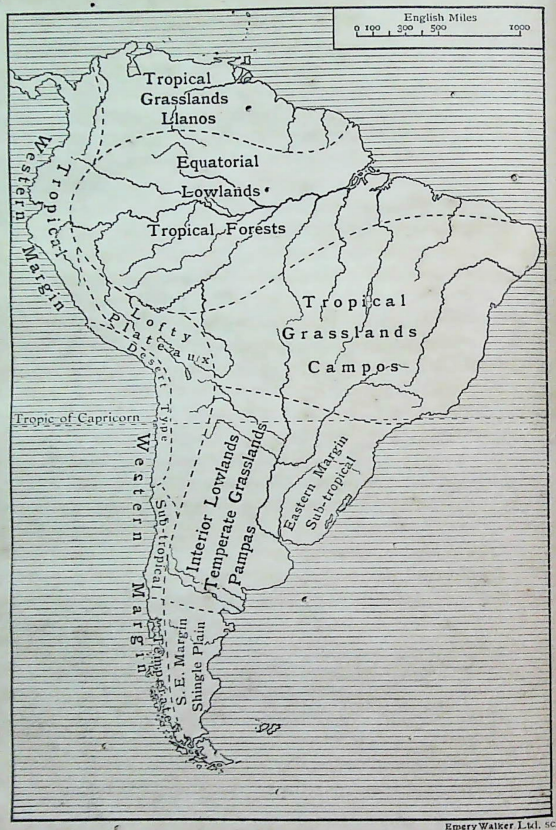 English Miles
0 100 300 500 1000
Tropical
Grasslands
Llanos
Equatorial
Lowlands
Tropical Forests
Western Margin
Tropical
Lofty
Plateaux
Desert Type
Tropical
Grasslands
Campos
Tropic of Capricorn
Western Margin
Sub-tropical
Temperate
Interior Lowlands
Temperate Grasslands
Pampas
Eastern Margin
Sub-tropical
S. E. Margin
Shingle Plain
Emery Walker Ltd. sc.